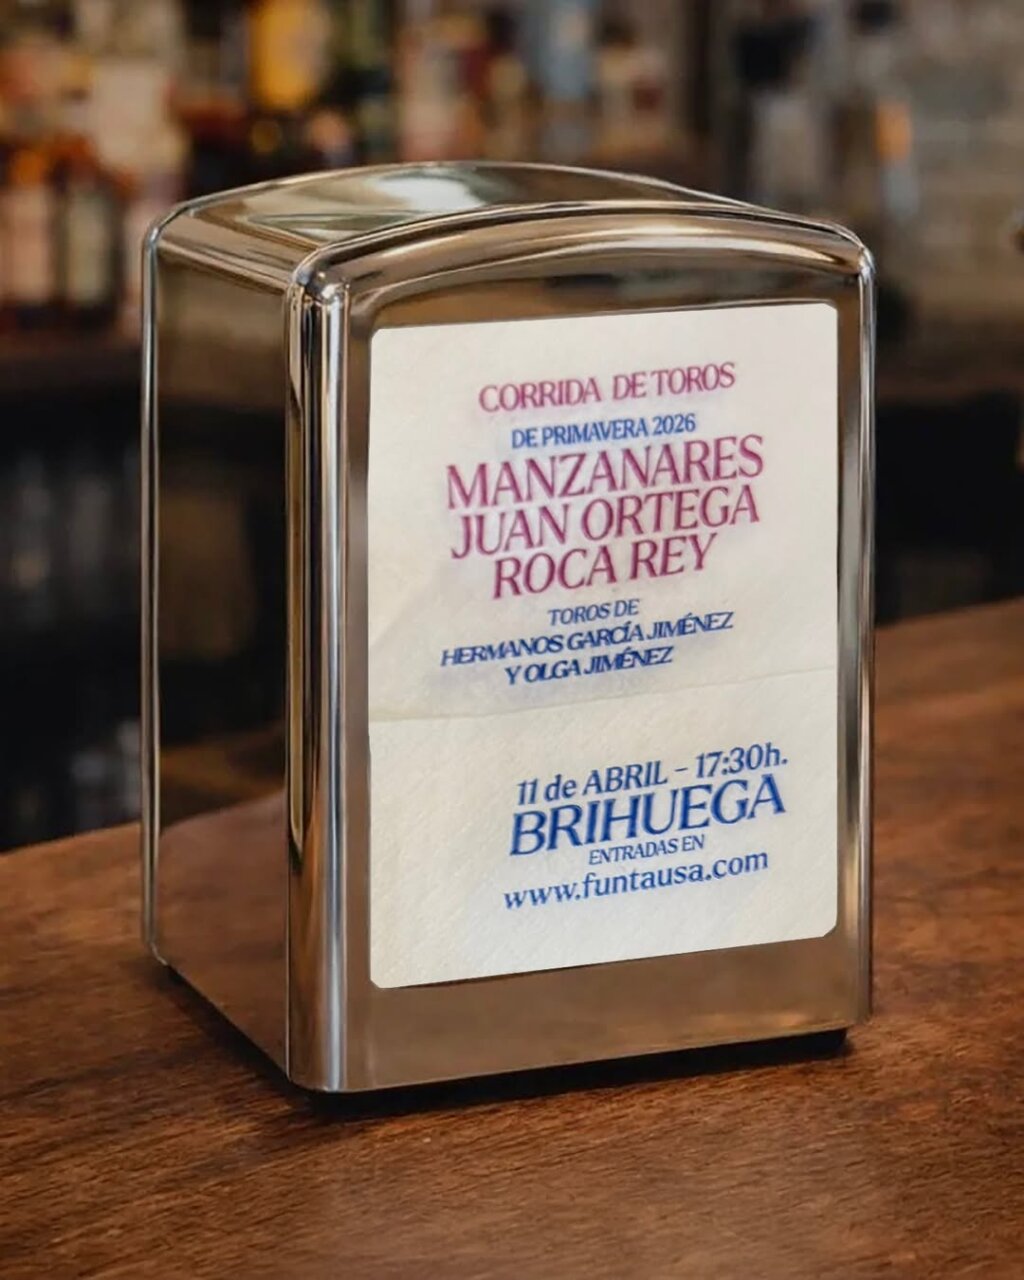 CORRIDA DE TOROS
DE PRIMAVERA 2026
MANZANARES
JUAN ORTEGA
ROCA REY
TOROS DE
HERMANOS GARCÍA JIMÉNEZ
Y OLGA JIMÉNEZ
11 de ABRIL - 17:30h.
BRIHUEGA
ENTRADAS EN
www.funtausa.com